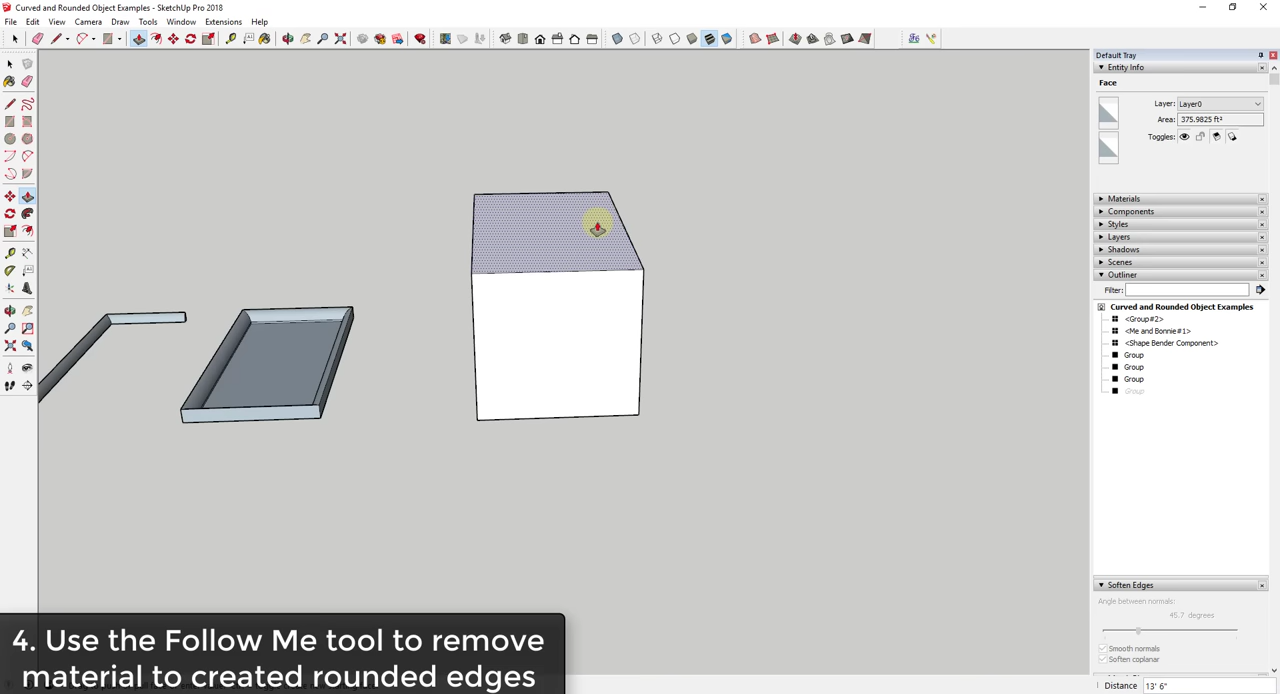 Curved and Rounded Object Examples - SketchUp Pro 2018
File Edit View Camera Draw Tools Window Extensions Help
Default Tray
Entity Info
Face
Layer: Layer0
Area: 375.9825 ft²
Toggles:
Materials
Components
Styles
Layers
Shadows
Scenes
Outliner
Filter:
Curved and Rounded Object Examples
<Group#2>
<Me and Bonnie#1>
<Shape Bender Component>
Group
Group
Group
Group
Soften Edges
Angle between normals:
45.7 degrees
Smooth normals
Soften coplanar
Distance 13' 6"
4. Use the Follow Me tool to remove
material to created rounded edges